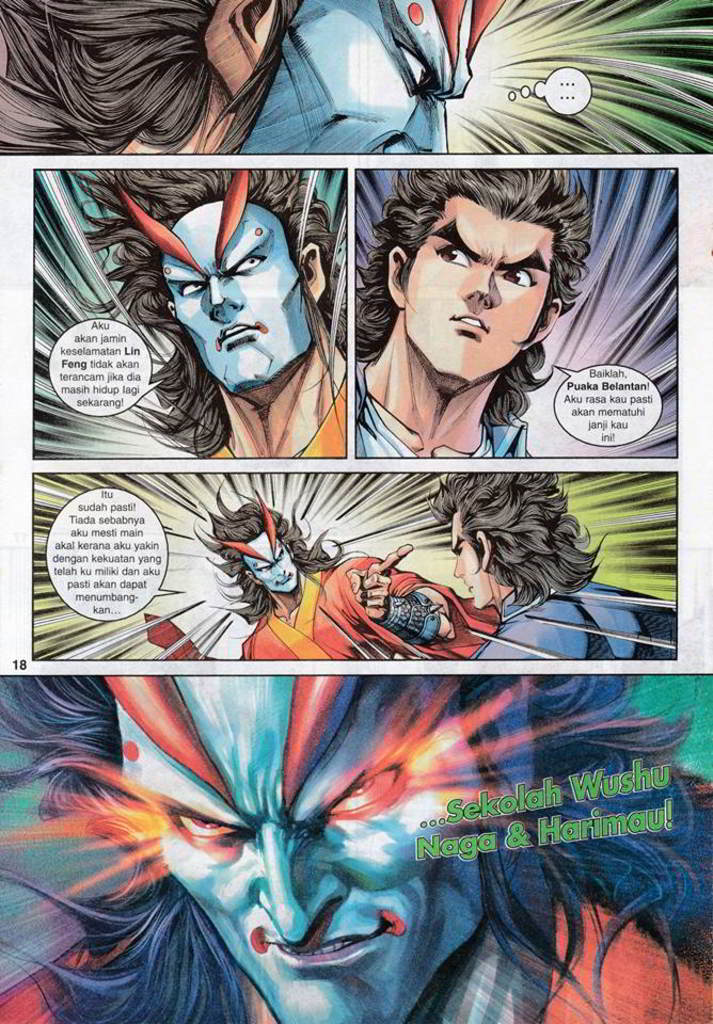 ...
...
Aku
akan jamin
keselamatan Lin
Feng tidak akan
terancam jika dia
masih hidup lagi
sekarang!
Baiklah,
Puaka Belantan!
Aku rasa kau pasti
akan mematuhi
janji kau
ini!
Itu
sudah pasti!
Tiada sebabnya
aku mesti main
akal kerana aku yakin
dengan kekuatan yang
telah ku miliki dan aku
pasti akan dapat
menumbang-
kan...
18
...Sekolah Wushu
Naga & Harimau!